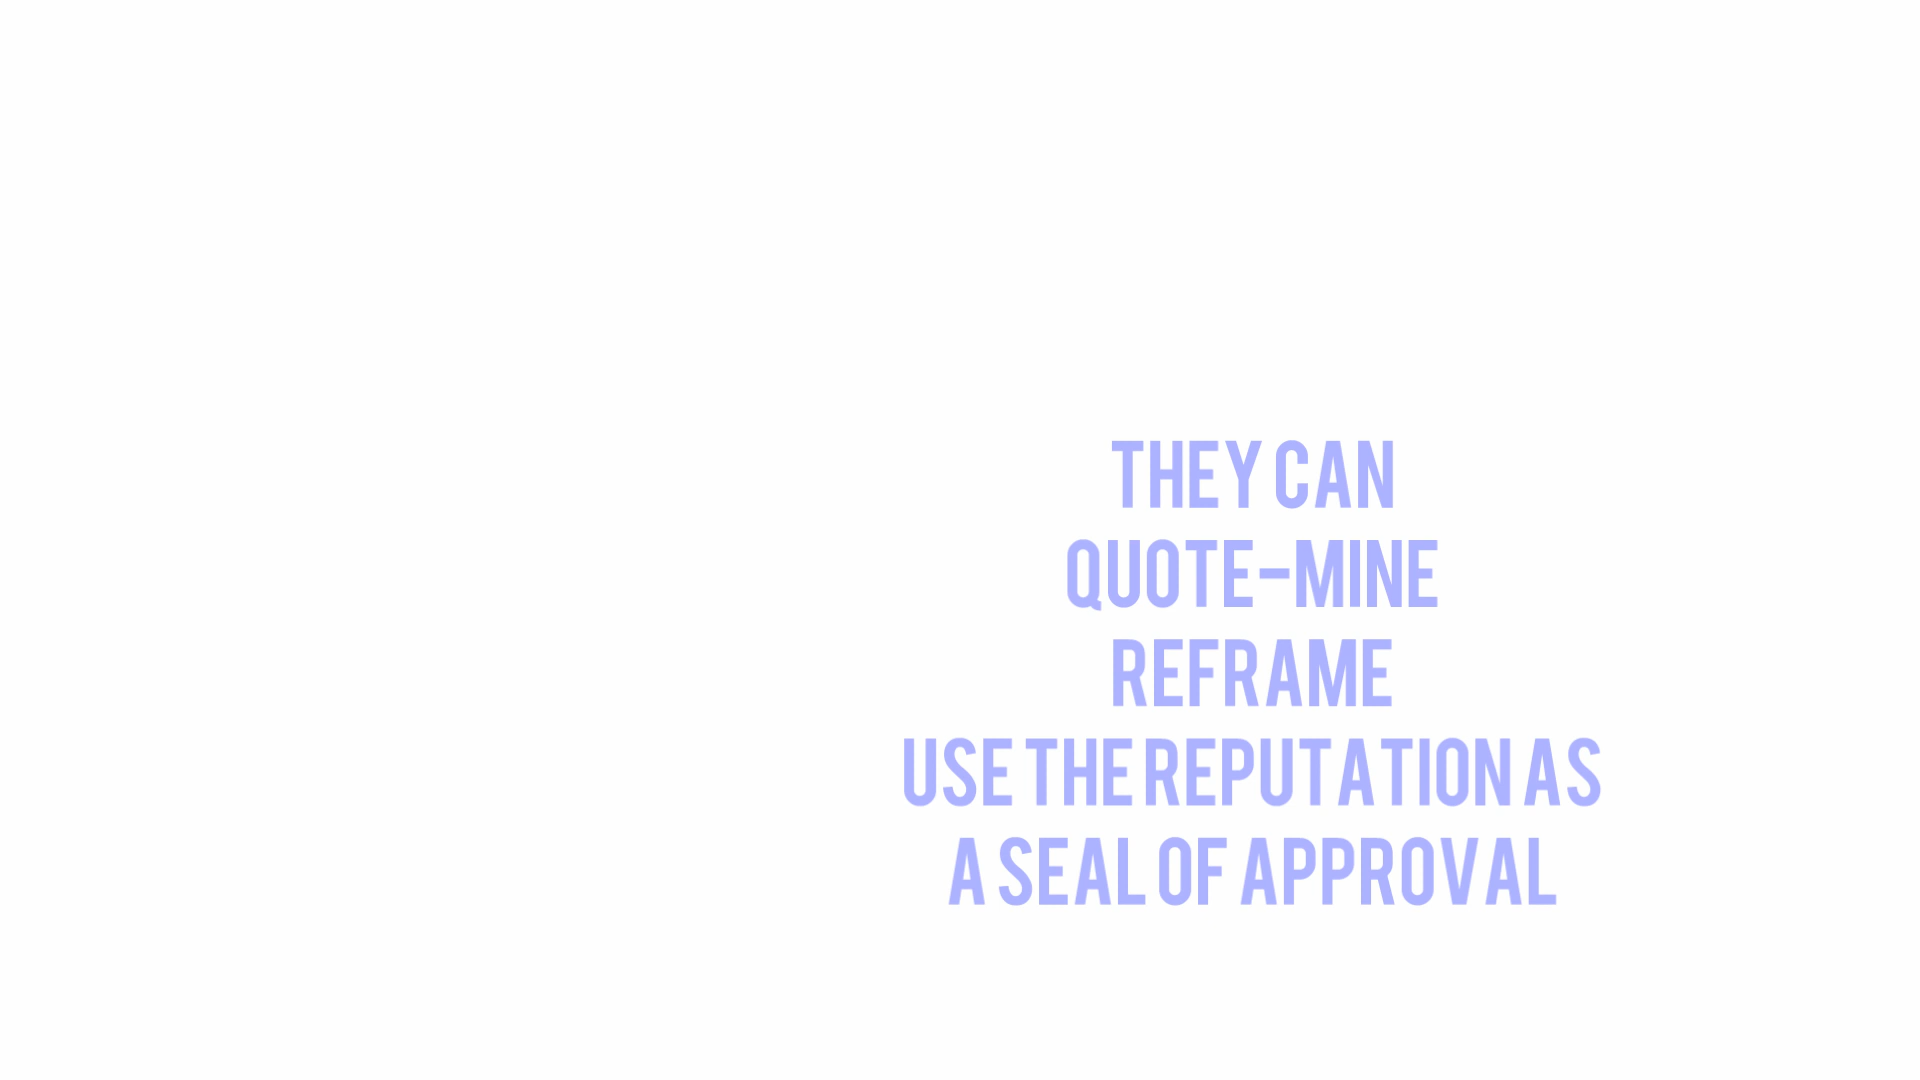 THEY CAN
QUOTE-MINE
REFRAME
USE THE REPUTATION AS
A SEAL OF APPROVAL